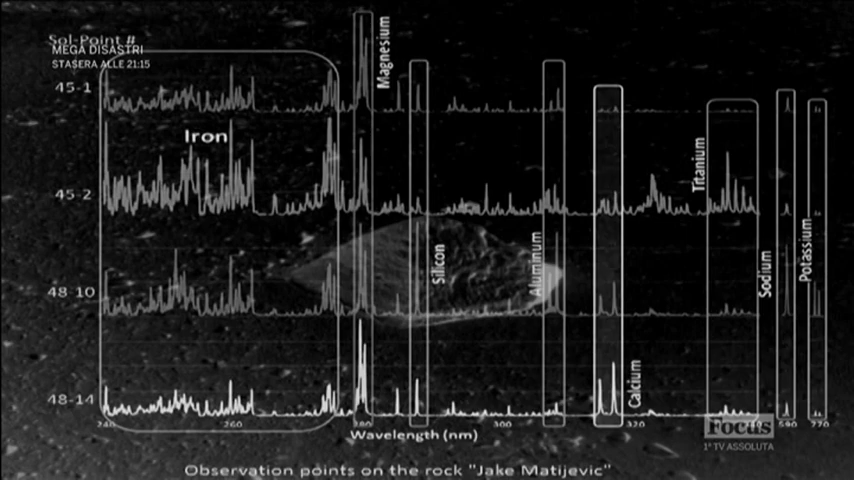 Sol-Point #
MEGA DISASTRI
STASERA ALLE 21:15
45-1
45-2
48-10
48-14
Iron
Magnesium
Silicon
Aluminum
Calcium
Titanium
Sodium
Potassium
240 260 280 300 320 590 770
Wavelength (nm)
Focus
1ª TV ASSOLUTA
Observation points on the rock "Jake Matijevic"